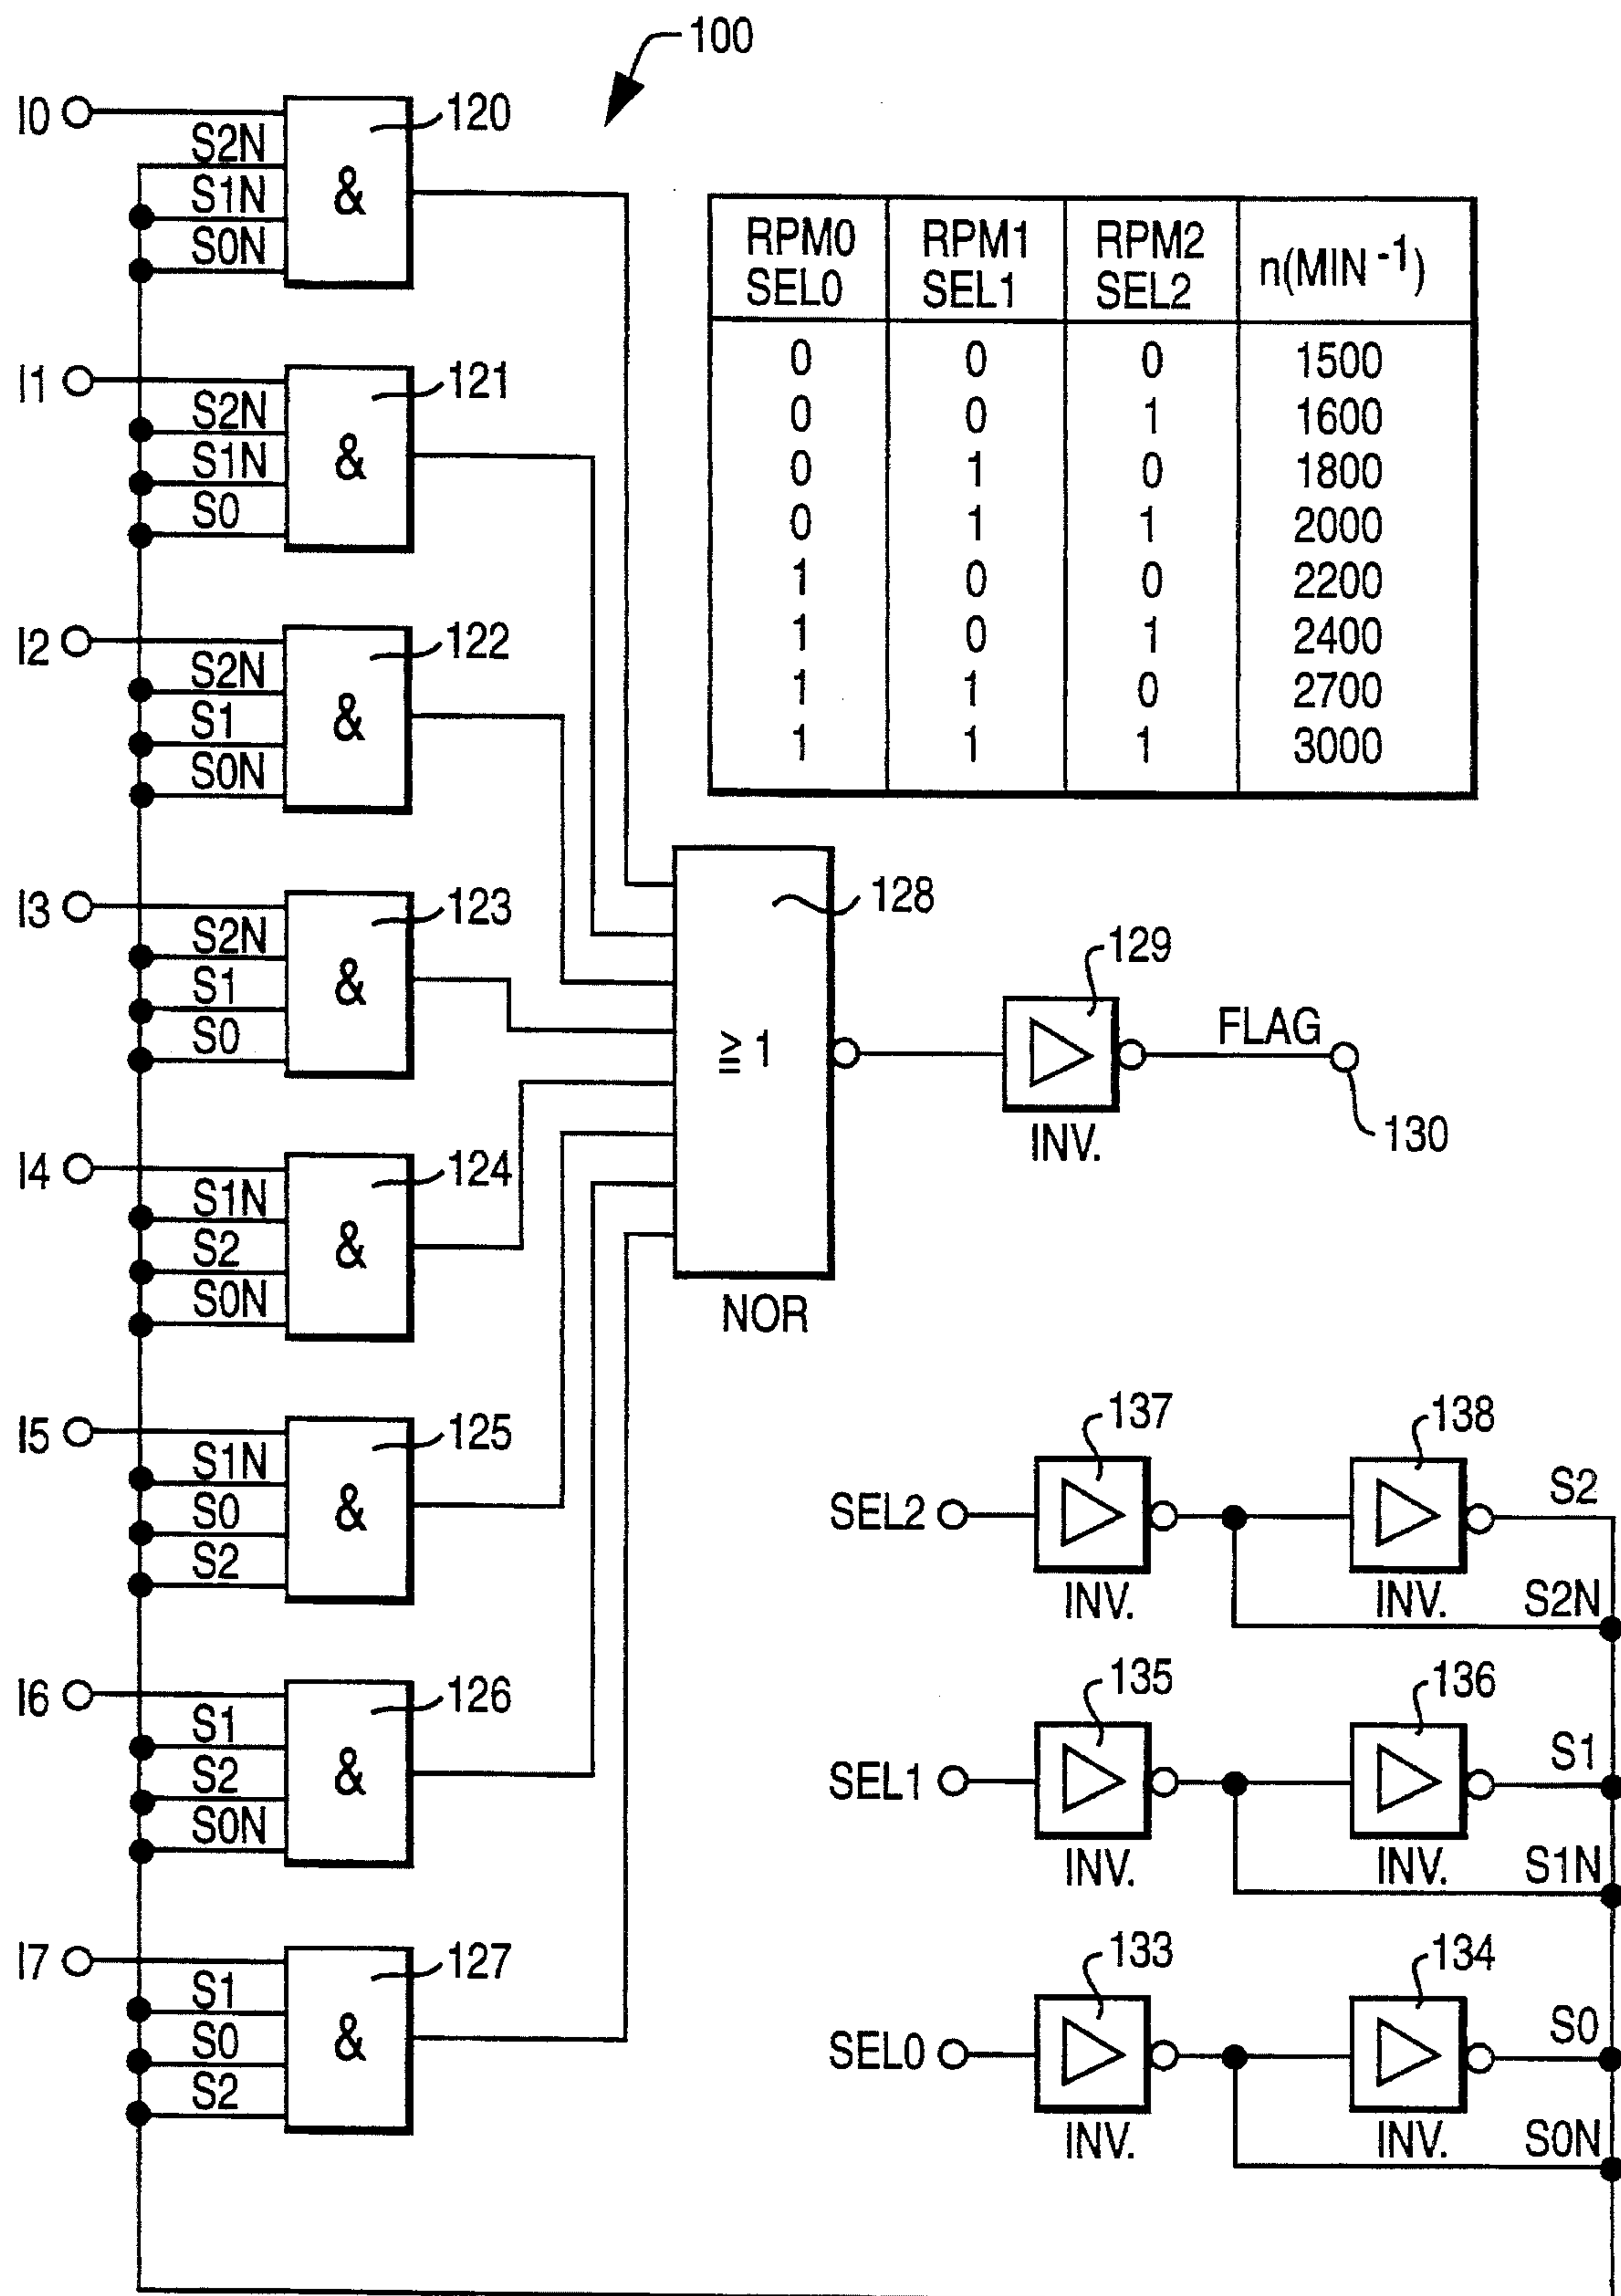 100
I0
S2N
S1N
S0N
&
120
I1
S2N
S1N
S0
&
121
I2
S2N
S1
S0N
&
122
I3
S2N
S1
S0
&
123
I4
S1N
S2
S0N
&
124
I5
S1N
S0
S2
&
125
I6
S1
S2
S0N
&
126
I7
S1
S0
S2
&
127
RPM0 SEL0 RPM1 SEL1 RPM2 SEL2 n(MIN -1)
0 0 0 1500
0 0 1 1600
0 1 0 1800
0 1 1 2000
1 0 0 2200
1 0 1 2400
1 1 0 2700
1 1 1 3000
128
≧ 1
NOR
129
INV.
FLAG
130
SEL2
137
INV.
138
INV.
S2
S2N
SEL1
135
INV.
136
INV.
S1
S1N
SEL0
133
INV.
134
INV.
S0
S0N